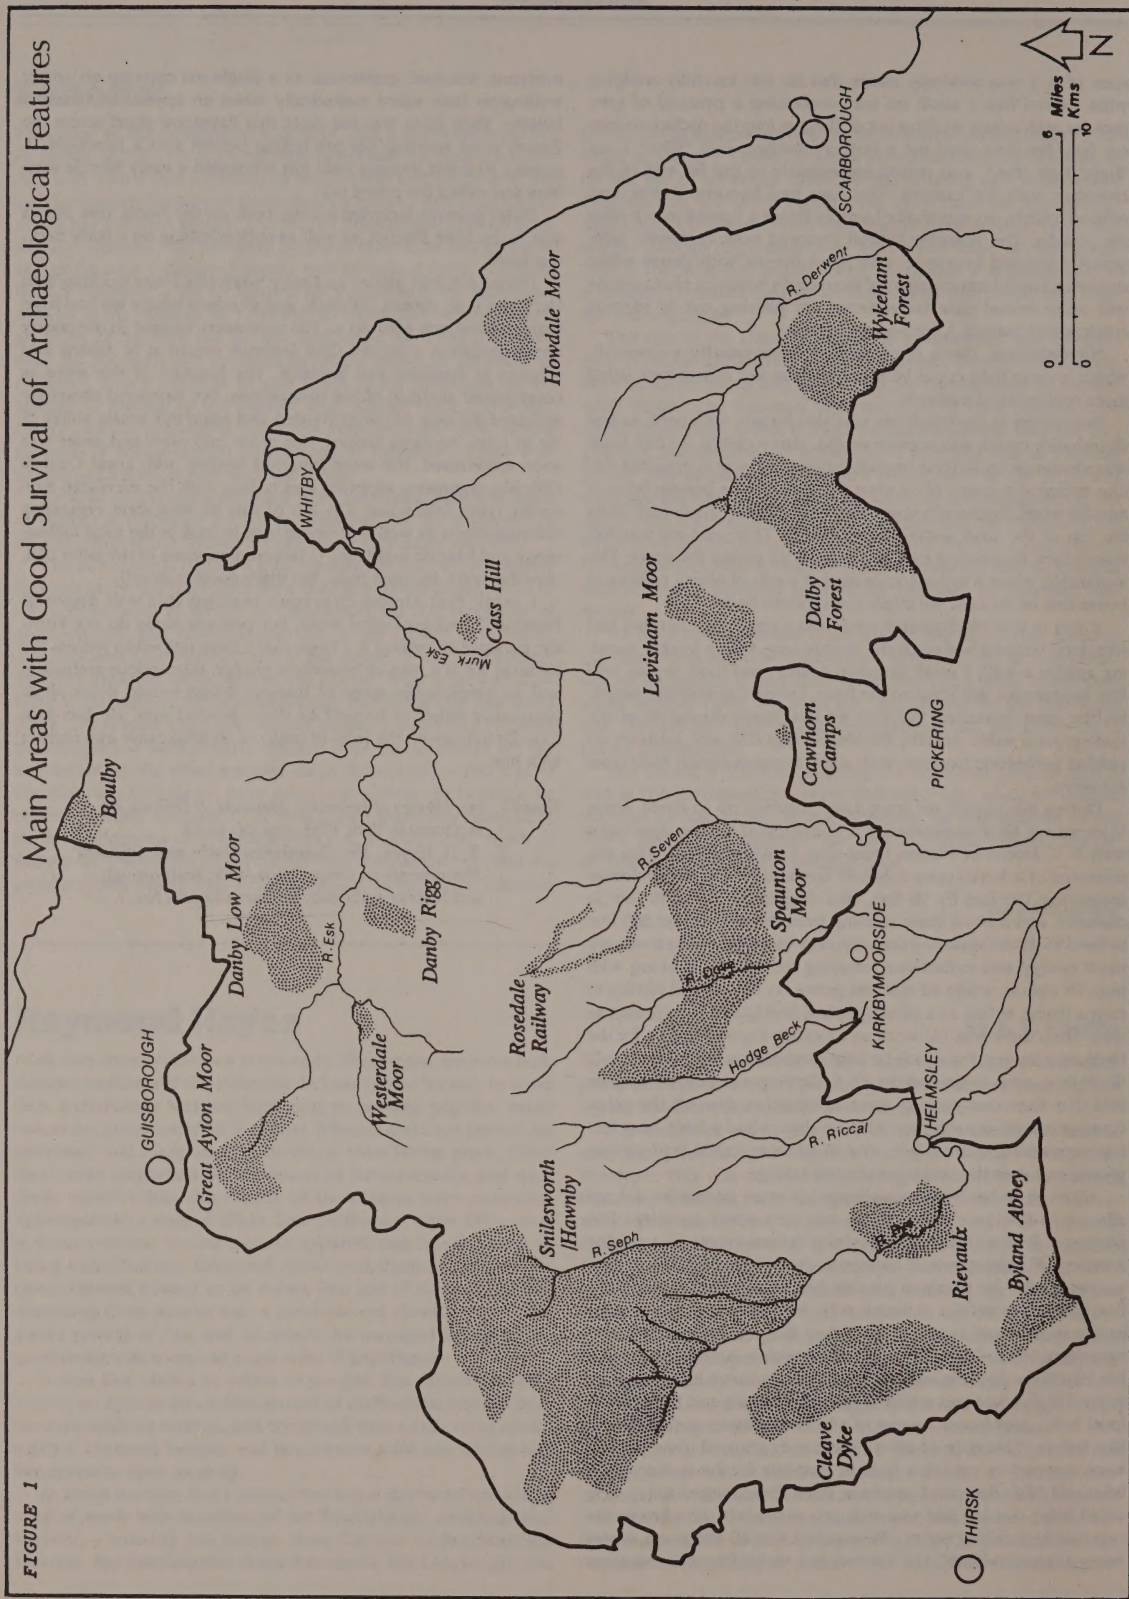 FIGURE 1
Main Areas with Good Survival of Archaeological Features
Boulby
GUISBOROUGH
Great Ayton Moor
Danby Low Moor
R. Esk
Danby Rigg
Westerdale
Moor
WHITBY
Murk Esk
Cass Hill
Howdale Moor
Snilesworth
/Hawnby
R. Seph
Rosedale
Railway
R. Seven
R. Dove
Hodge Beck
Spaunton
Moor
Levisham Moor
R. Derwent
SCARBOROUGH
Wykeham
Forest
Dalby
Forest
Cawthorn
Camps
PICKERING
KIRKBYMOORSIDE
HELMSLEY
R. Riccal
R. Rye
Rievaulx
Byland Abbey
Cleave
Dyke
THIRSK
0 6 Miles
0 10 Kms
N